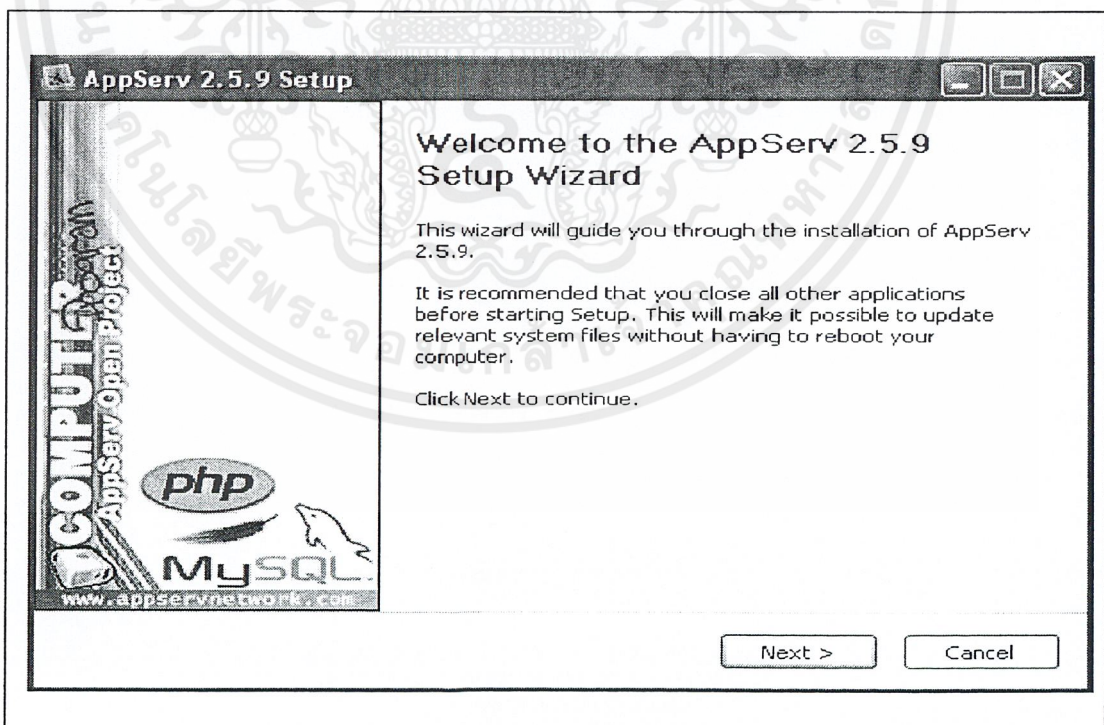 AppServ 2.5.9 Setup
Welcome to the AppServ 2.5.9
Setup Wizard
This wizard will guide you through the installation of AppServ
2.5.9.
It is recommended that you close all other applications
before starting Setup. This will make it possible to update
relevant system files without having to reboot your
computer.
Click Next to continue.
COMPUTER
Program
AppServ Open Project
php
MySQL
www.appservnetwork.com
Next >
Cancel